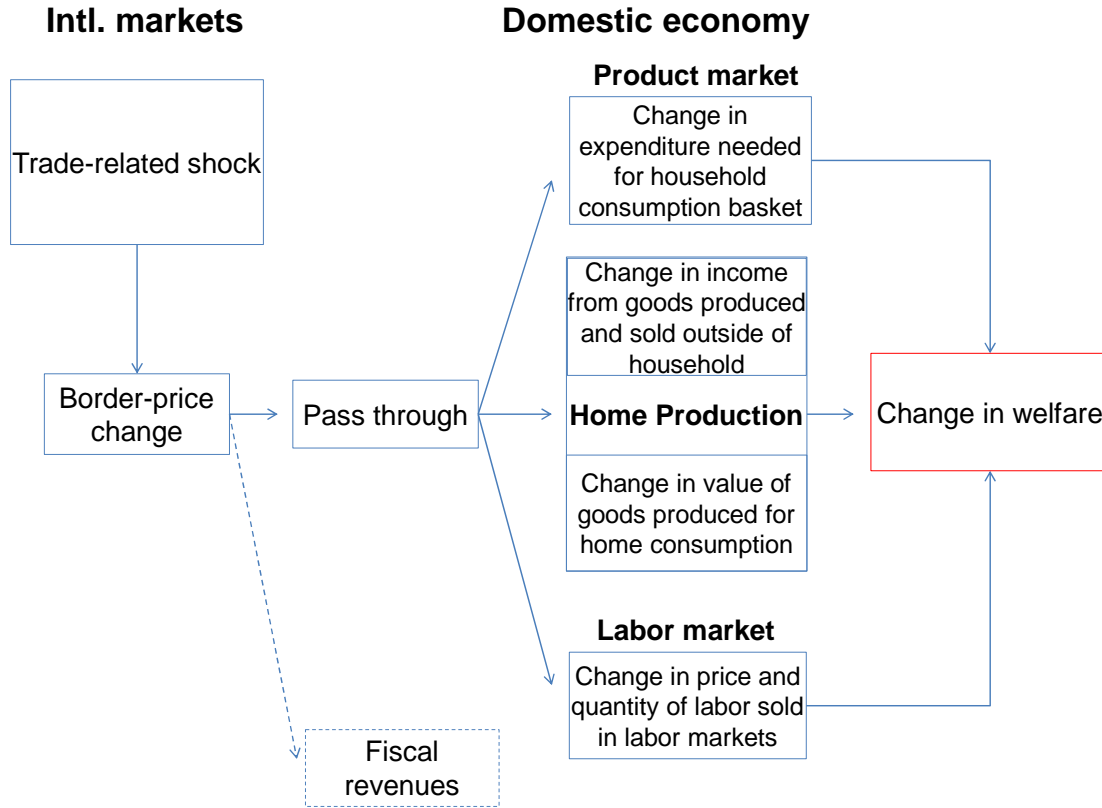 Intl. markets
Domestic economy
Trade-related shock
Border-price
change
Pass through
Fiscal
revenues
Product market
Change in
expenditure needed
for household
consumption basket
Change in income
from goods produced
and sold outside of
household
Home Production
Change in value of
goods produced for
home consumption
Labor market
Change in price and
quantity of labor sold
in labor markets
Change in welfare